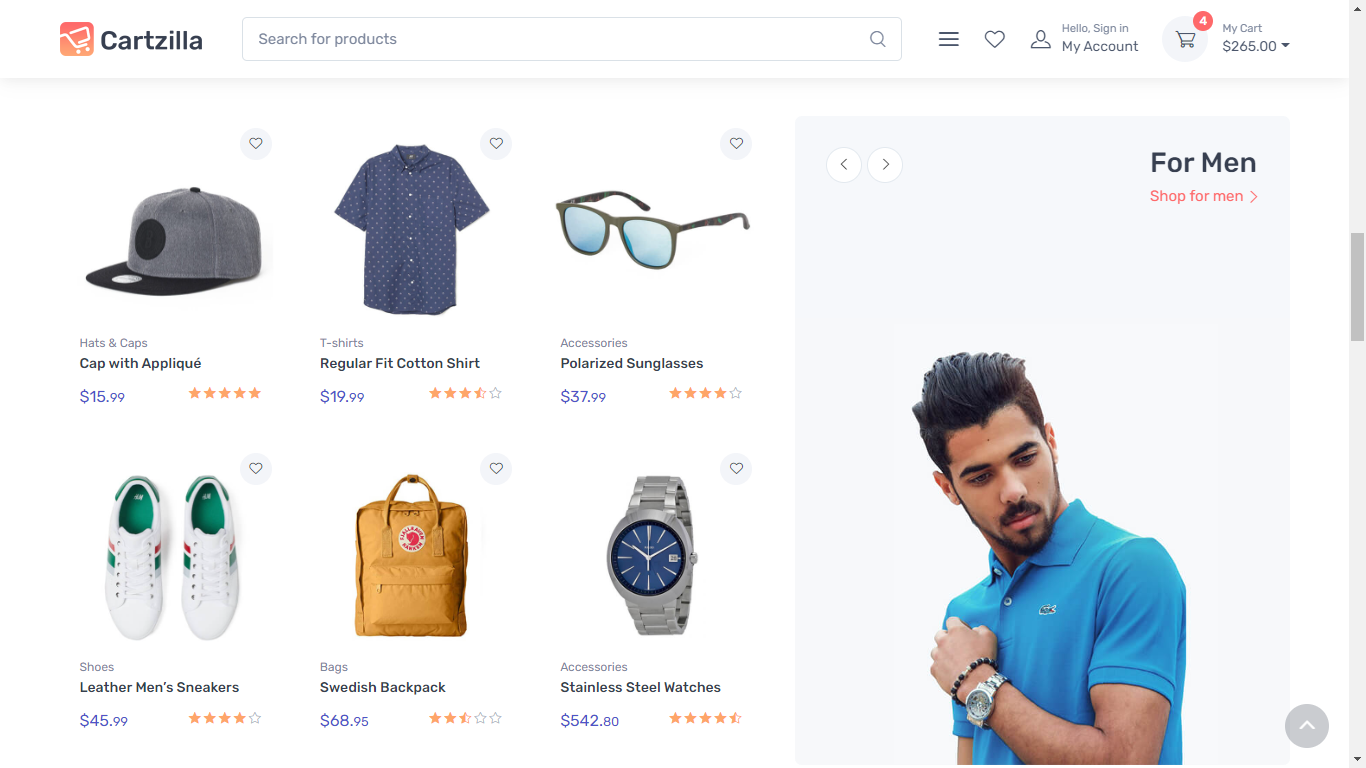 Cartzilla
Search for products
Hello, Sign in
My Account
4
My Cart
$265.00
For Men
Shop for men
Hats & Caps
Cap with Appliqué
$15.99
T-shirts
Regular Fit Cotton Shirt
$19.99
Accessories
Polarized Sunglasses
$37.99
H&M
Shoes
Leather Men’s Sneakers
$45.99
Bags
Swedish Backpack
$68.95
Accessories
Stainless Steel Watches
$542.80